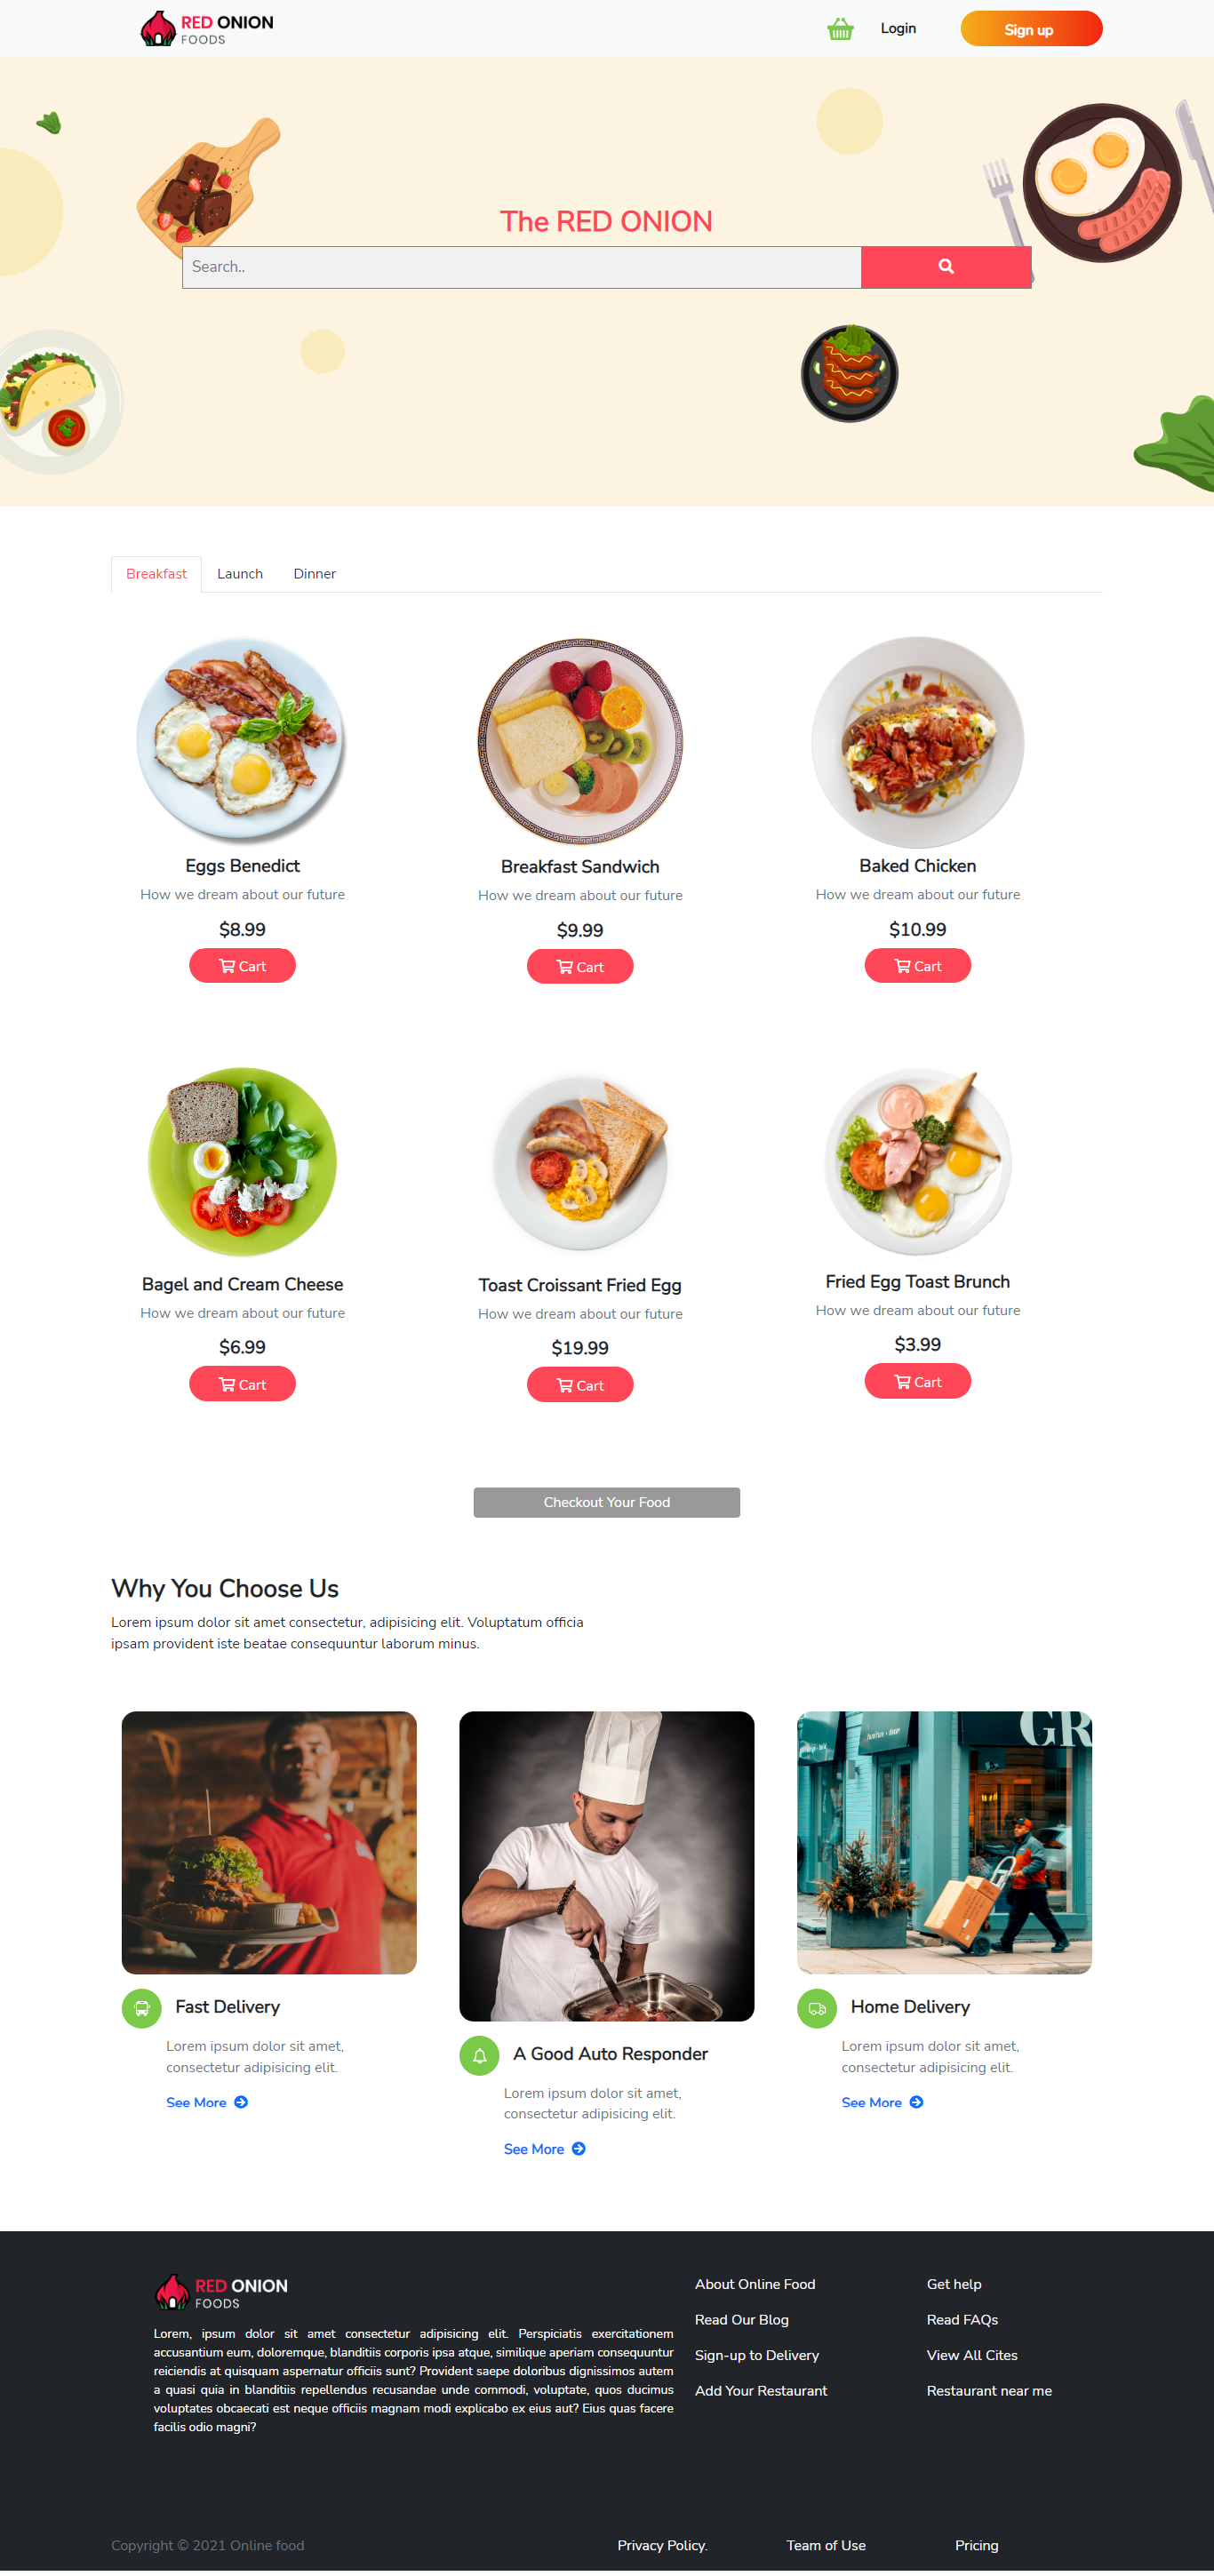 RED ONION
FOODS
Login
Sign up
The RED ONION
Search..
Breakfast
Launch
Dinner
Eggs Benedict
How we dream about our future
$8.99
Cart
Breakfast Sandwich
How we dream about our future
$9.99
Cart
Baked Chicken
How we dream about our future
$10.99
Cart
Bagel and Cream Cheese
How we dream about our future
$6.99
Cart
Toast Croissant Fried Egg
How we dream about our future
$19.99
Cart
Fried Egg Toast Brunch
How we dream about our future
$3.99
Cart
Checkout Your Food
Why You Choose Us
Lorem ipsum dolor sit amet consectetur, adipisicing elit. Voluptatum officia
ipsam provident iste beatae consequuntur laborum minus.
GR
Fast Delivery
Lorem ipsum dolor sit amet,
consectetur adipisicing elit.
See More
A Good Auto Responder
Lorem ipsum dolor sit amet,
consectetur adipisicing elit.
See More
Home Delivery
Lorem ipsum dolor sit amet,
consectetur adipisicing elit.
See More
RED ONION
FOODS
Lorem, ipsum dolor sit amet consectetur adipisicing elit. Perspiciatis exercitationem
accusantium eum, doloremque, blanditiis corporis ipsa atque, similique aperiam consequuntur
reiciendis at quisquam aspernatur officiis sunt? Provident saepe doloribus dignissimos autem
a quasi quia in blanditiis repellendus recusandae unde commodi, voluptate, quos ducimus
voluptates obcaecati est neque officiis magnam modi explicabo ex eius aut? Eius quas facere
facilis odio magni?
About Online Food
Read Our Blog
Sign-up to Delivery
Add Your Restaurant
Get help
Read FAQs
View All Cites
Restaurant near me
Copyright © 2021 Online food
Privacy Policy.
Team of Use
Pricing